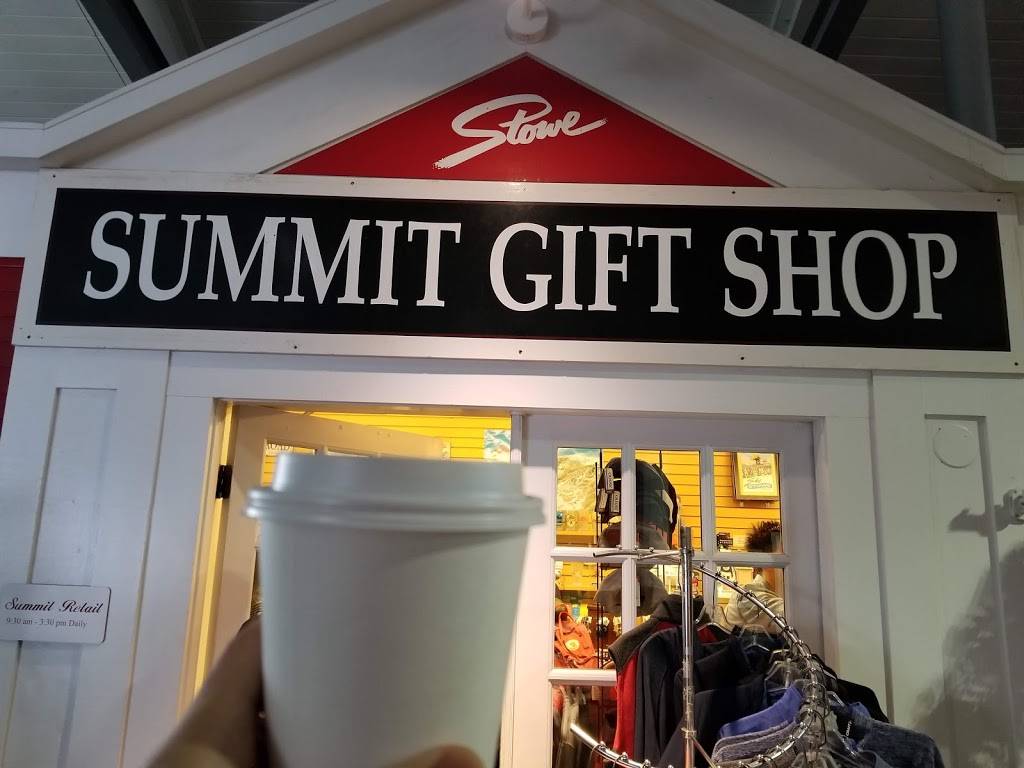 Stowe
SUMMIT GIFT SHOP
Summit Retail
9:30 am - 3:30 pm Daily